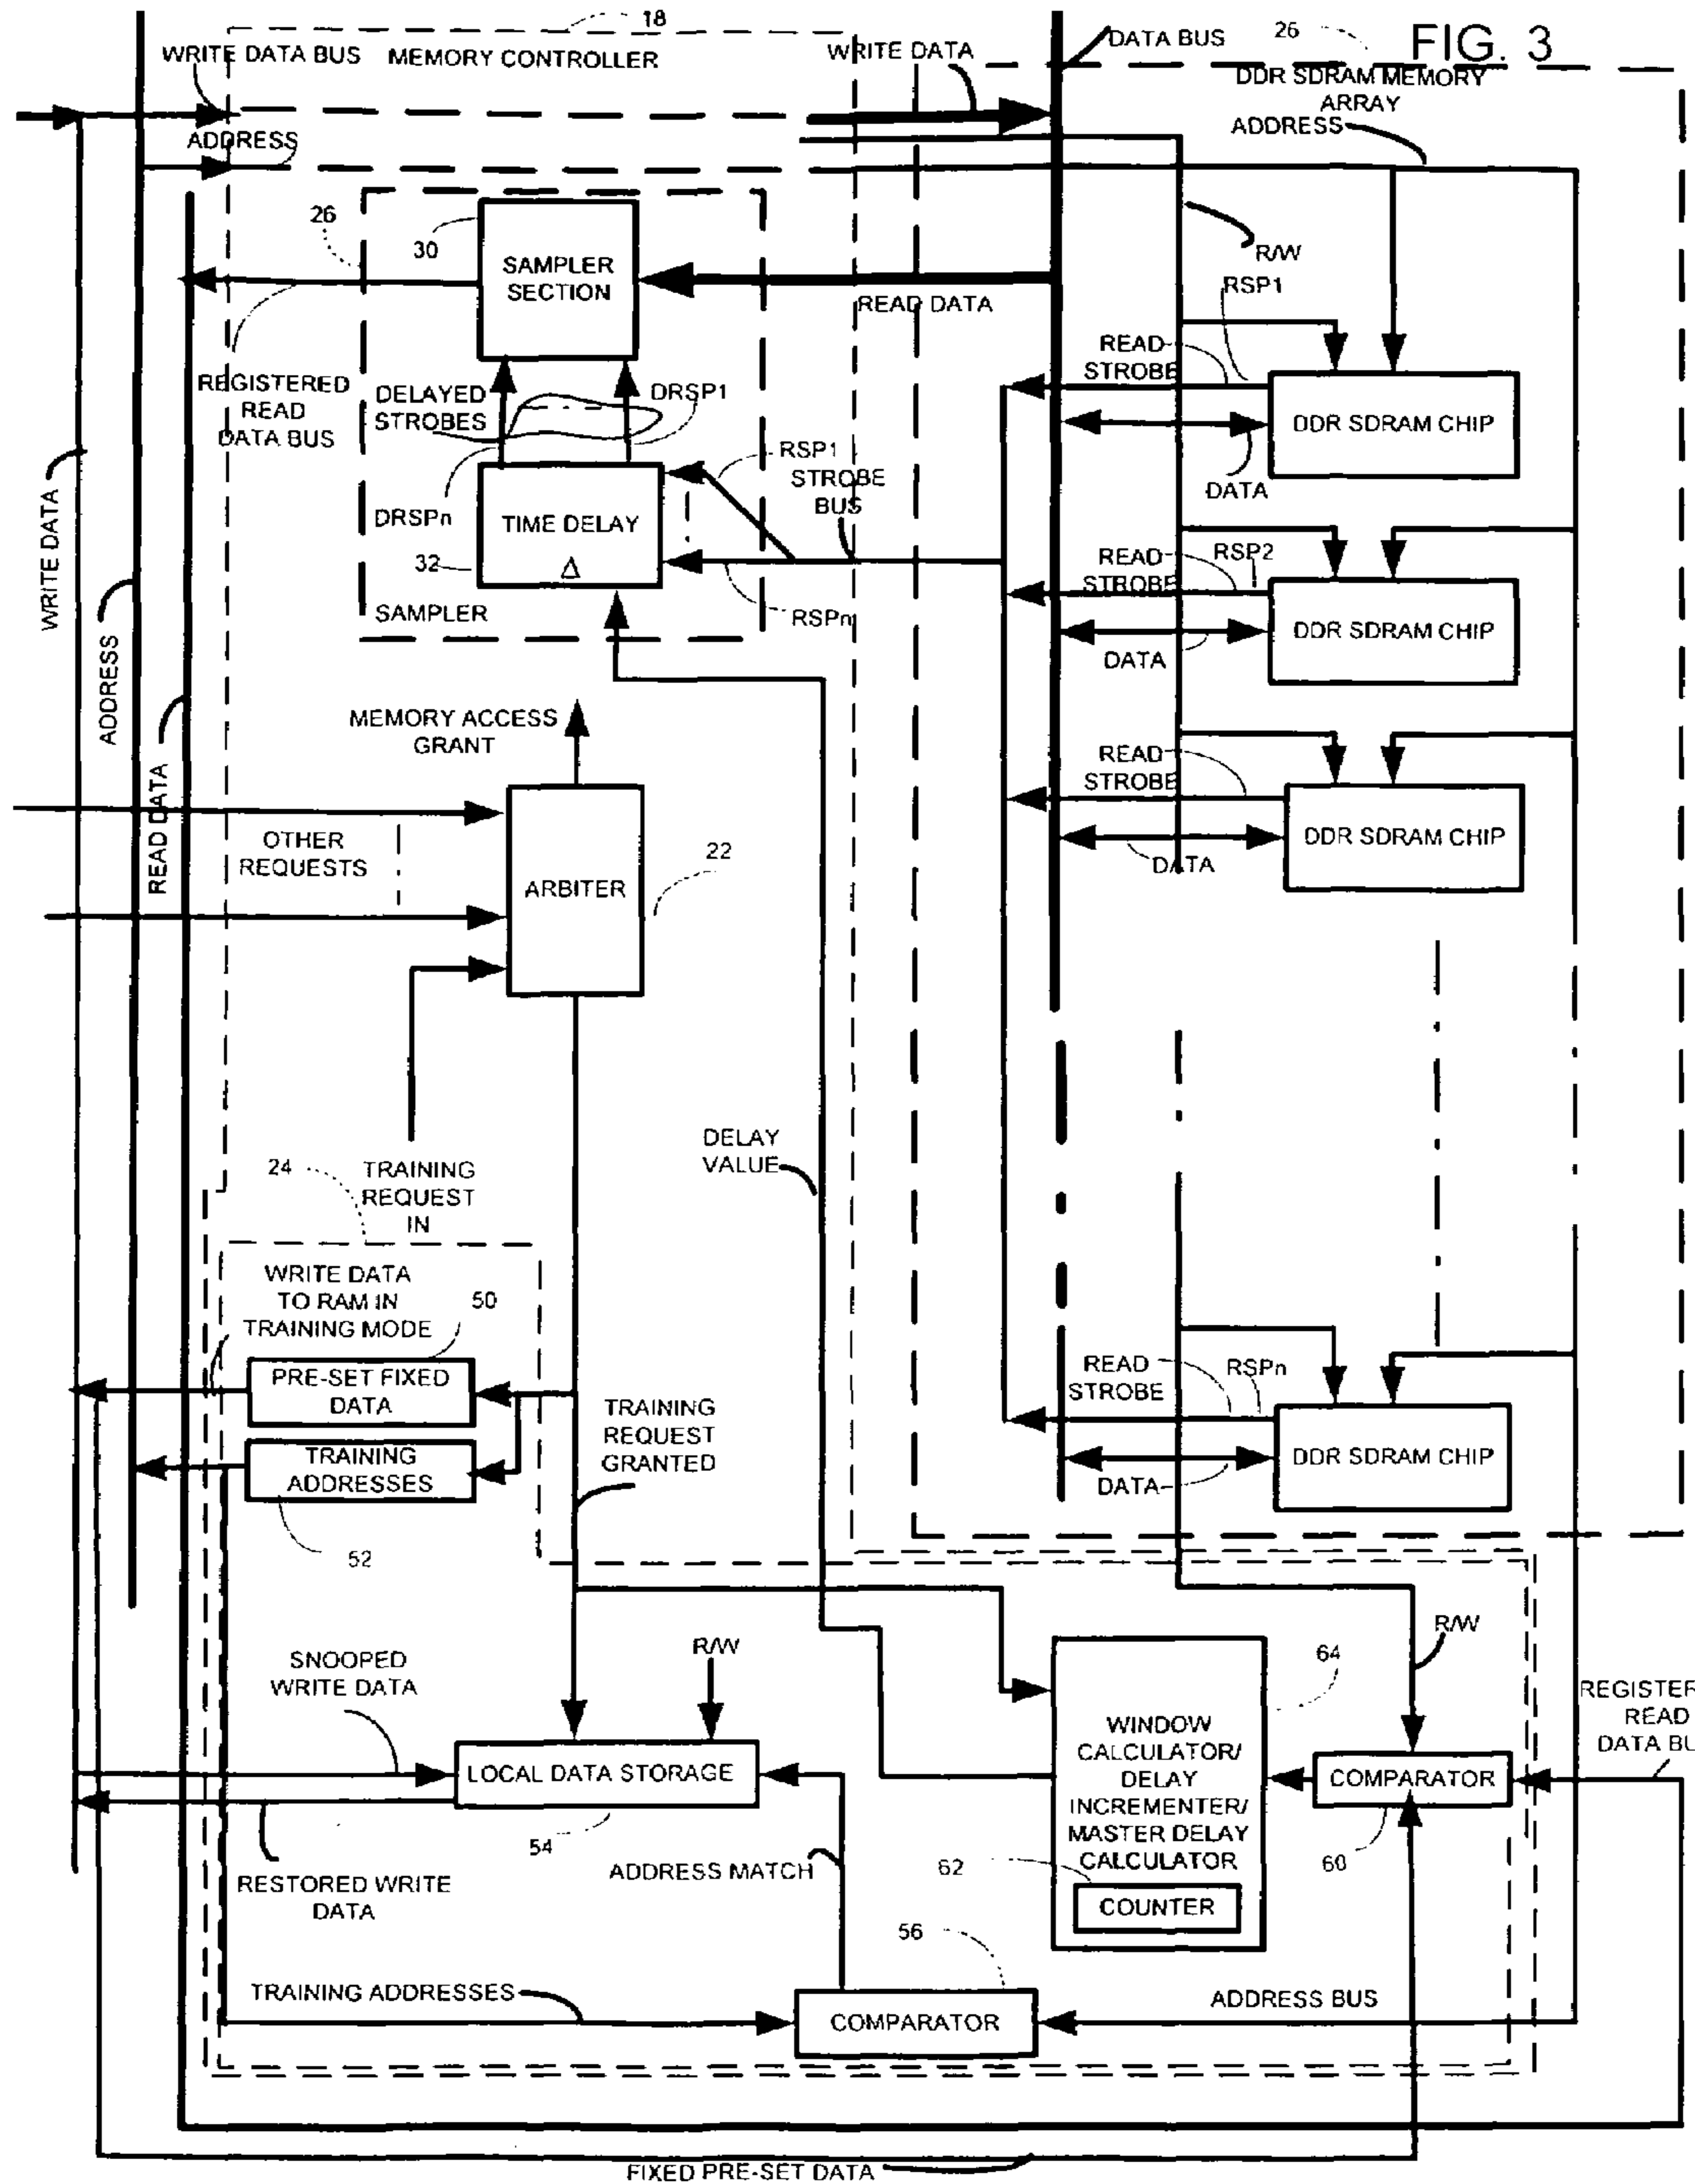 18
26
FIG. 3
WRITE DATA BUS
MEMORY CONTROLLER
WRITE DATA
DATA BUS
DDR SDRAM MEMORY
ARRAY
ADDRESS
ADDRESS
26
30
SAMPLER
SECTION
R/W
READ DATA
RSP1
READ
STROBE
REGISTERED
READ
DATA BUS
DELAYED
STROBES
DRSP1
DDR SDRAM CHIP
RSP1
STROBE
BUS
DATA
WRITE DATA
DRSPn
TIME DELAY
Δ
32
SAMPLER
RSPn
READ
STROBE
RSP2
DDR SDRAM CHIP
DATA
ADDRESS
MEMORY ACCESS
GRANT
READ
STROBE
READ DATA
OTHER
REQUESTS
ARBITER
22
DDR SDRAM CHIP
DATA
DELAY
VALUE
24
TRAINING
REQUEST
IN
WRITE DATA
TO RAM IN
TRAINING MODE
50
PRE-SET FIXED
DATA
TRAINING
ADDRESSES
52
TRAINING
REQUEST
GRANTED
READ
STROBE
RSPn
DDR SDRAM CHIP
DATA
SNOOPED
WRITE DATA
R/W
64
R/W
REGISTER
READ
DATA BU
LOCAL DATA STORAGE
54
WINDOW
CALCULATOR/
DELAY
INCREMENTER/
MASTER DELAY
CALCULATOR
COMPARATOR
60
RESTORED WRITE
DATA
ADDRESS MATCH
62
COUNTER
56
TRAINING ADDRESSES
COMPARATOR
ADDRESS BUS
FIXED PRE-SET DATA